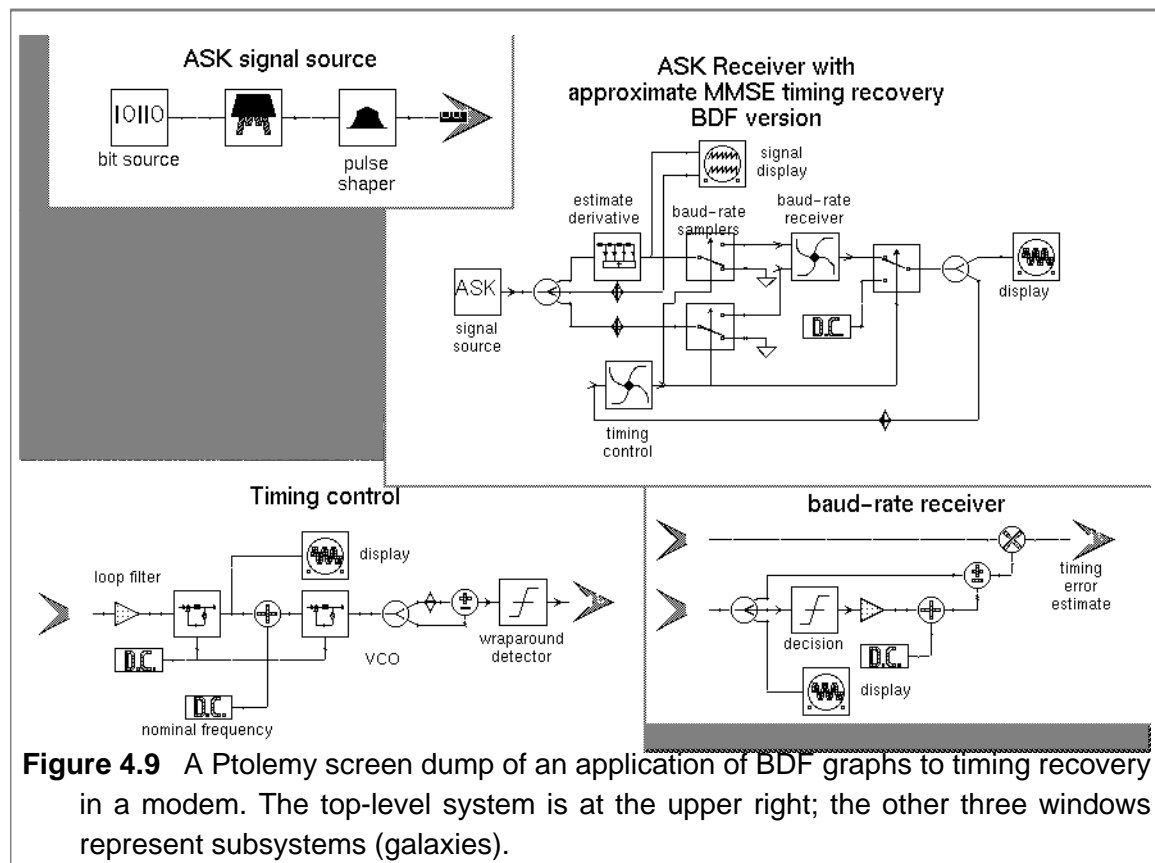 ASK signal source
10110
bit source
pulse
shaper
ASK Receiver with
approximate MMSE timing recovery
BDF version
signal
display
estimate
derivative
baud-rate
samplers
baud-rate
receiver
ASK
signal
source
D.C.
display
timing
control
Timing control
loop filter
display
D.C.
D.C.
nominal frequency
VCO
wraparound
detector
baud-rate receiver
timing
error
estimate
decision
D.C.
display
Figure 4.9 A Ptolemy screen dump of an application of BDF graphs to timing recovery
in a modem. The top-level system is at the upper right; the other three windows
represent subsystems (galaxies).